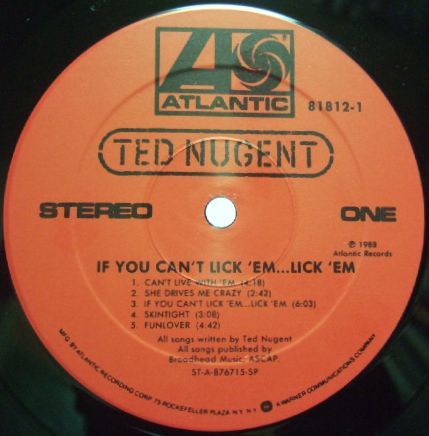 ATLANTIC
81812-1
TED NUGENT
STEREO
ONE
℗ 1988
Atlantic Records
IF YOU CAN'T LICK 'EM...LICK 'EM
1. CAN'T LIVE WITH 'EM (4:18)
2. SHE DRIVES ME CRAZY (2:42)
3. IF YOU CAN'T LICK 'EM...LICK 'EM (6:03)
4. SKINTIGHT (3:08)
5. FUNLOVER (4:42)
All songs written by Ted Nugent
All songs published by
Broadhead Music, ASCAP.
ST-A-876715-SP
MFG. BY ATLANTIC RECORDING CORP. 75 ROCKEFELLER PLAZA N.Y. N.Y. A WARNER COMMUNICATIONS COMPANY